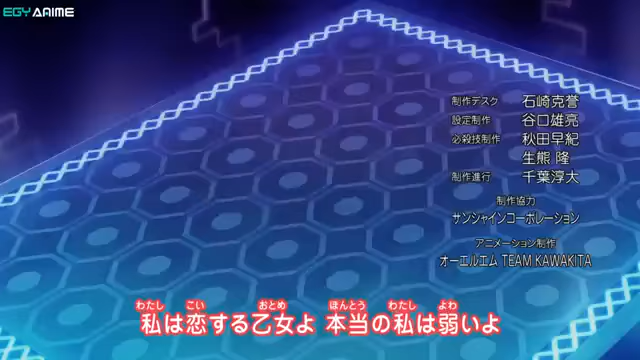 EGY ANIME
制作デスク 石崎克誉
設定制作 谷口雄亮
必殺技制作 秋田早紀
生熊 隆
制作進行 千葉淳大
制作協力
サンシャインコーポレーション
アニメーション制作
オーエルエム TEAM KAWAKITA
わたし こい おとめ ほんとう わたし よわ
私は恋する乙女よ 本当の私は弱いよ